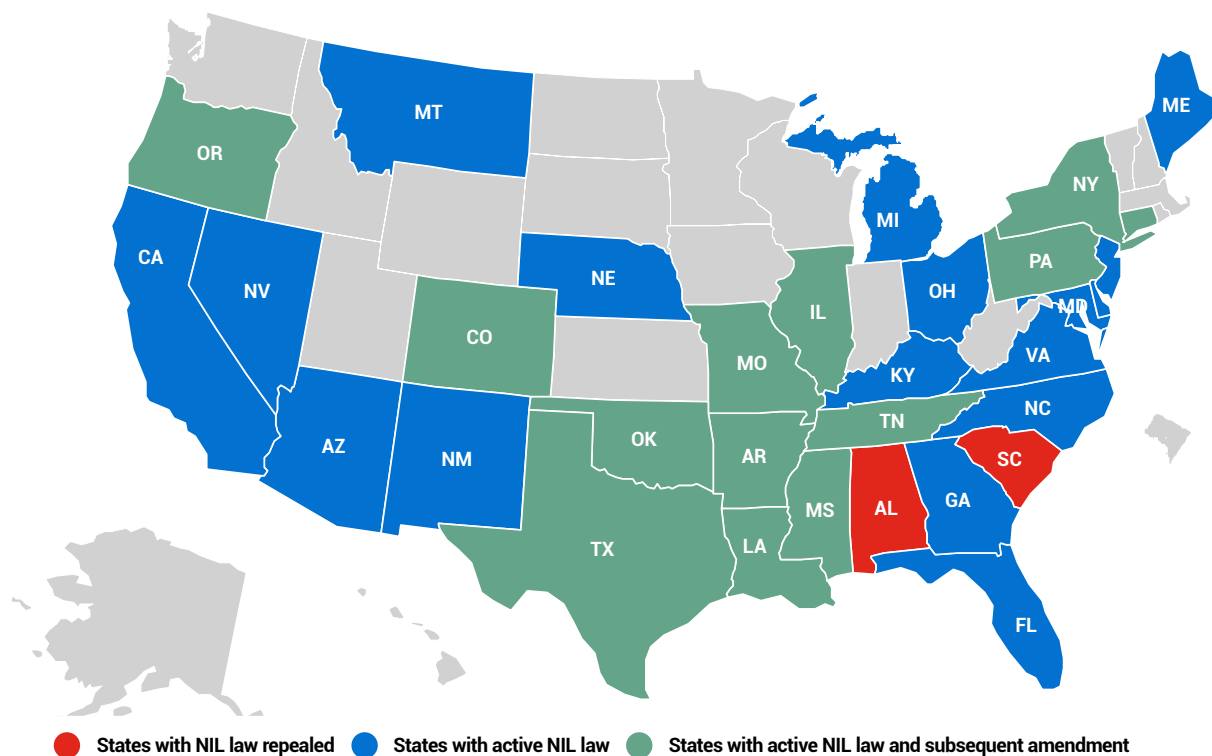 ME
MT
OR
NY
MI
CA
PA
NE
NV
OH
MD
IL
CO
VA
MO
KY
NC
TN
OK
AZ
AR
NM
SC
GA
MS
AL
LA
TX
FL
States with NIL law repealed
States with active NIL law
States with active NIL law and subsequent amendment